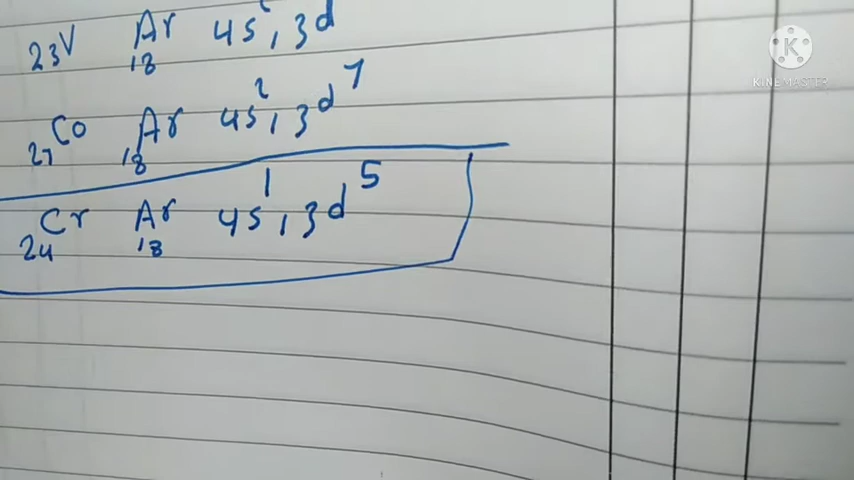 ₂₃V ₁₈Ar 4s², 3d
₂₇Co ₁₈Ar 4s², 3d⁷
₂₄Cr ₁₈Ar 4s¹, 3d⁵
K
KINEMASTER